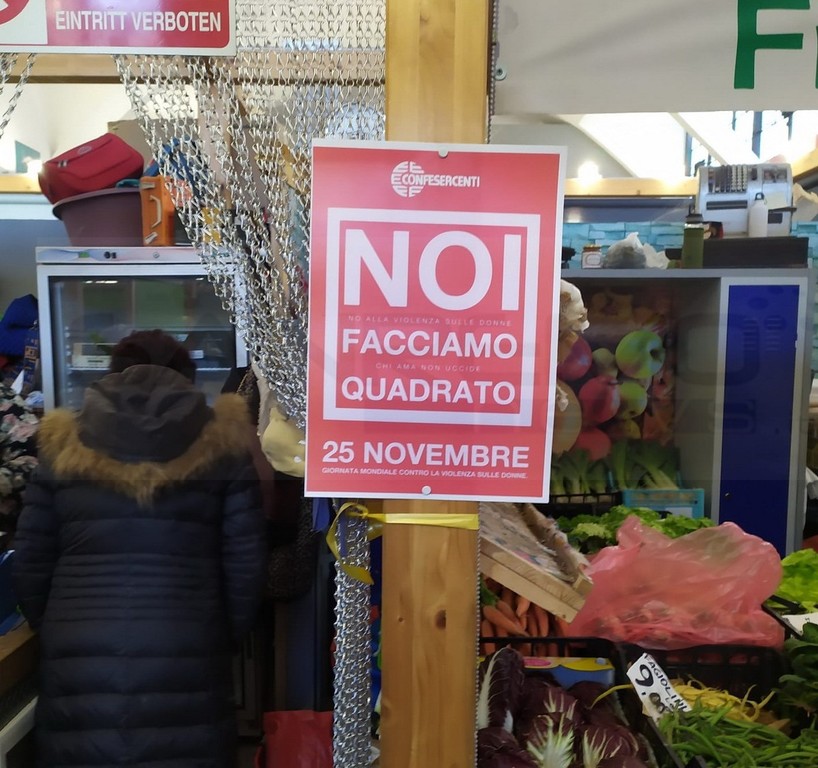 EINTRITT VERBOTEN
F
CONFESERCENTI
NOI
NO ALLA VIOLENZA SULLE DONNE
FACCIAMO
CHI AMA NON UCCIDE
QUADRATO
25 NOVEMBRE
GIORNATA MONDIALE CONTRO LA VIOLENZA SULLE DONNE.
FAGIOLINI